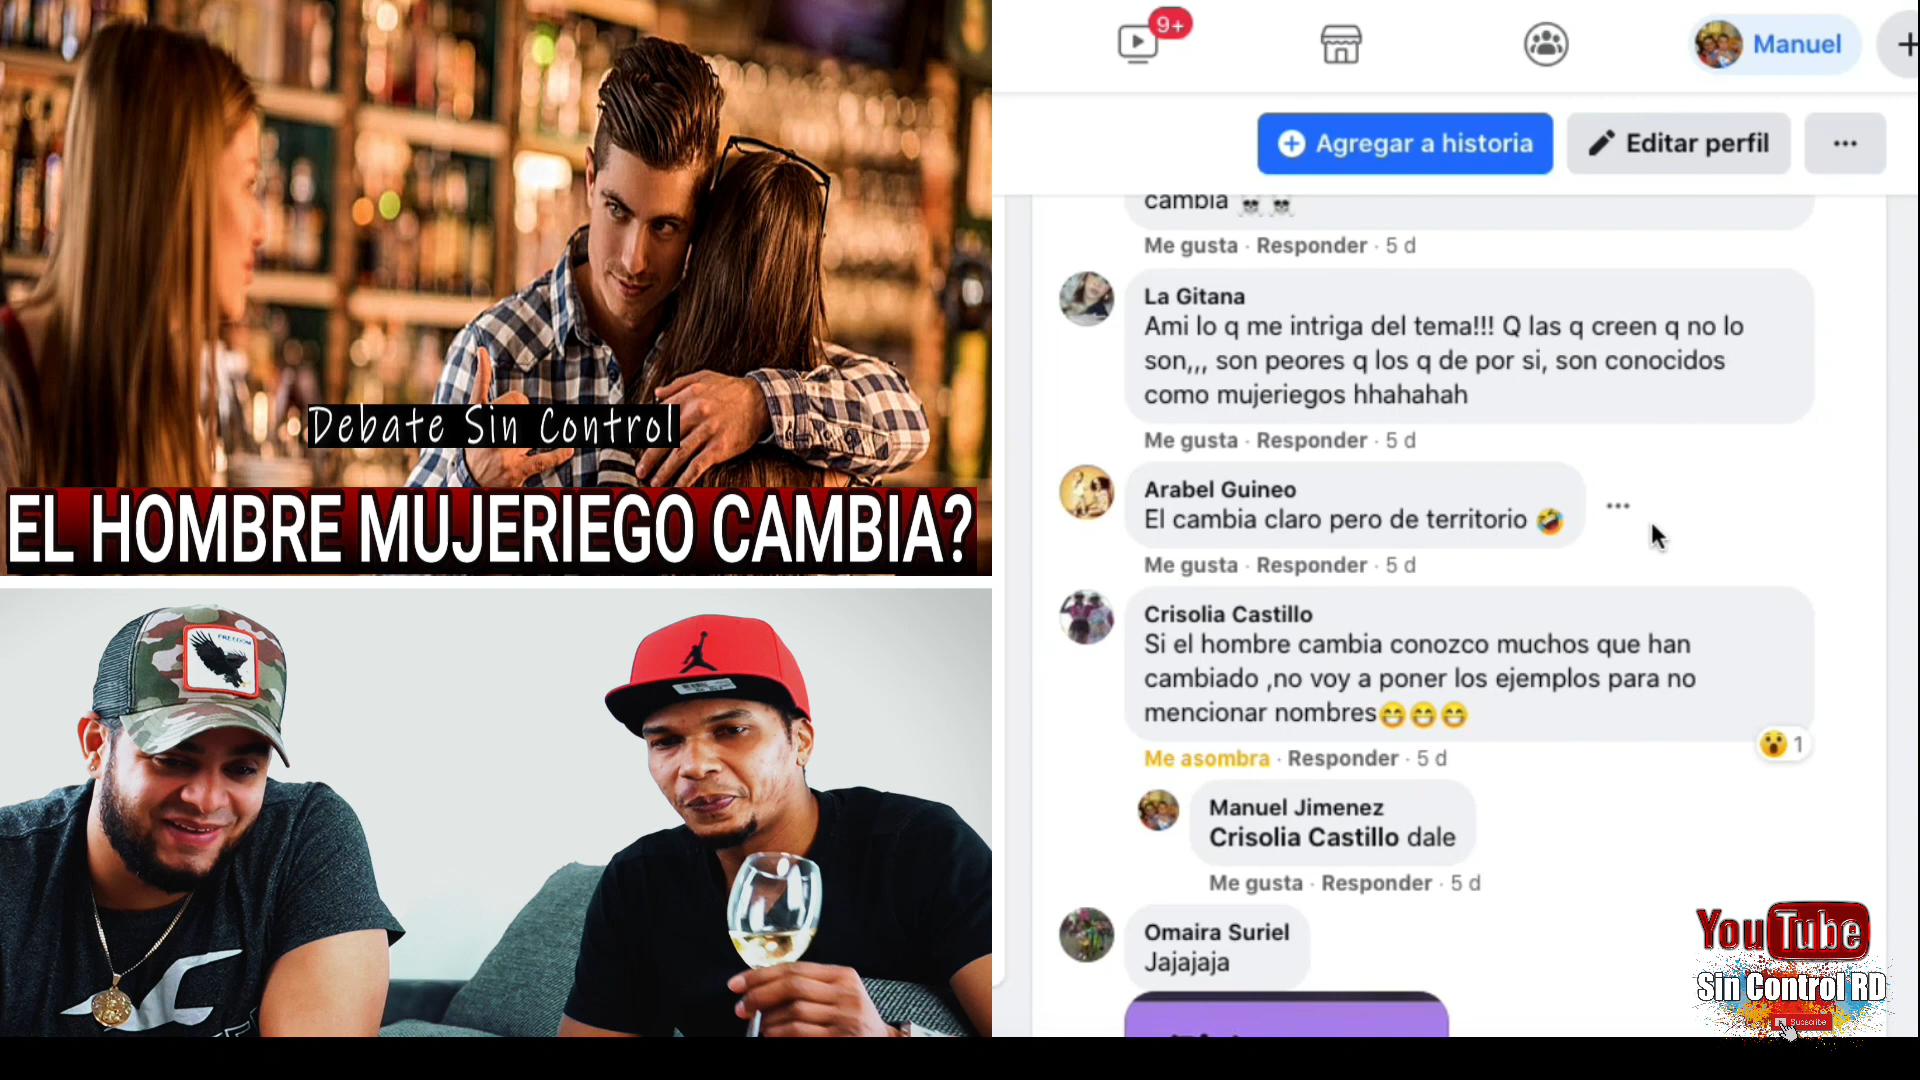 Debate Sin Control
EL HOMBRE MUJERIEGO CAMBIA?
FREEDOM
9+
Manuel
Agregar a historia
Editar perfil
cambia ☠️☠️
Me gusta · Responder · 5 d
La Gitana
Ami lo q me intriga del tema!!! Q las q creen q no lo
son,,, son peores q los q de por si, son conocidos
como mujeriegos hhahahah
Me gusta · Responder · 5 d
Arabel Guineo
El cambia claro pero de territorio 🤣
Me gusta · Responder · 5 d
Crisolia Castillo
Si el hombre cambia conozco muchos que han
cambiado ,no voy a poner los ejemplos para no
mencionar nombres😁😁😁
1
Me asombra · Responder · 5 d
Manuel Jimenez
Crisolia Castillo dale
Me gusta · Responder · 5 d
Omaira Suriel
Jajajaja
YouTube
Sin Control RD
Subscribe